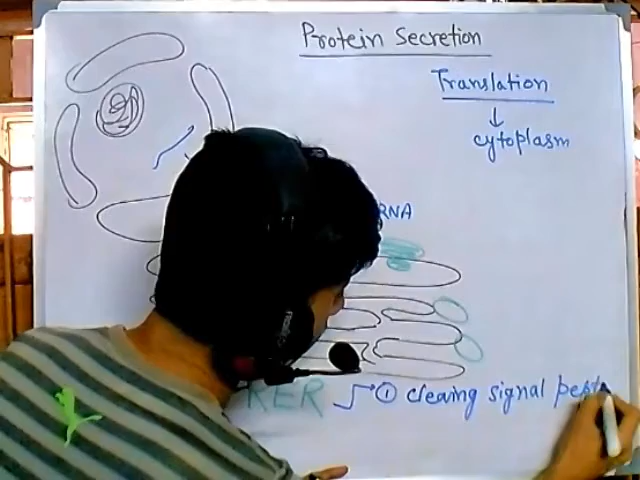 Protein Secretion
Translation
↓
cytoplasm
RNA
RER ① cleaving signal pept